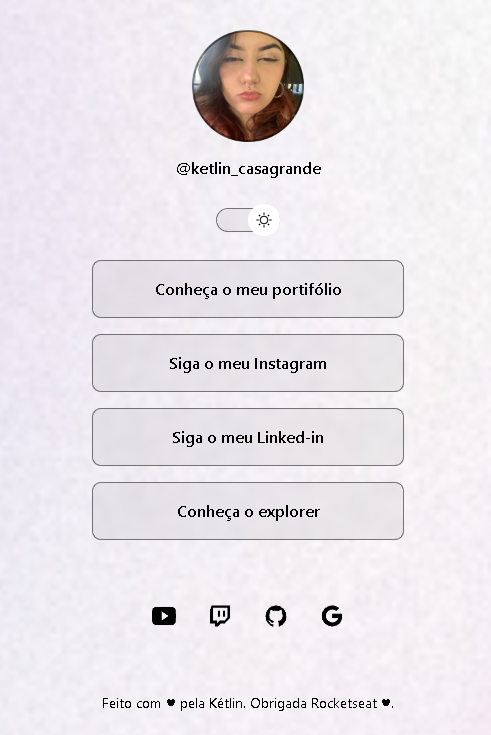 @ketlin_casagrande
Conheça o meu portifólio
Siga o meu Instagram
Siga o meu Linked-in
Conheça o explorer
Feito com ♥ pela Kétlin. Obrigada Rocketseat ♥.